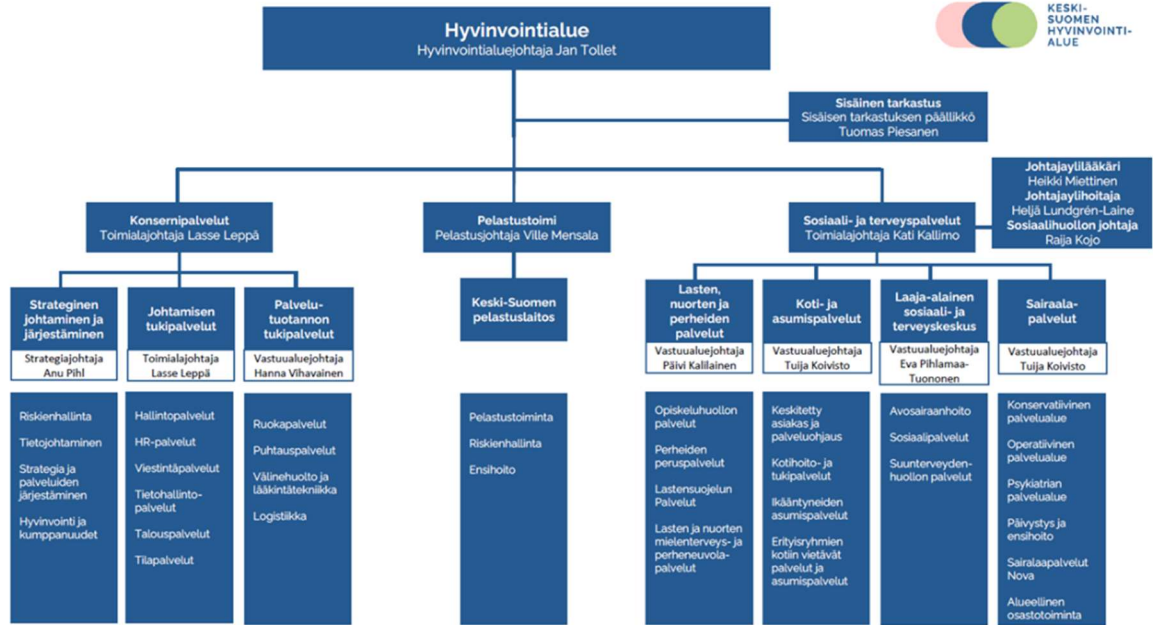 Hyvinvointialue
Hyvinvointialuejohtaja Jan Tollet
KESKI-
SUOMEN
HYVINVOINTI-
ALUE
Sisäinen tarkastus
Sisäisen tarkastuksen päällikkö
Tuomas Piesanen
Konsernipalvelut
Toimialajohtaja Lasse Leppä
Pelastustoimi
Pelastusjohtaja Ville Mensala
Sosiaali- ja terveyspalvelut
Toimialajohtaja Kati Kallimo
Johtajaylilääkäri
Heikki Miettinen
Johtajaylihoitaja
Heljä Lundgrén-Laine
Sosiaalihuollon johtaja
Raija Kojo
Strateginen
johtaminen ja
järjestäminen
Strategiajohtaja
Anu Pihl
Riskienhallinta
Tietojohtaminen
Strategia ja
palveluiden
järjestäminen
Hyvinvointi ja
kumppanuudet
Johtamisen
tukipalvelut
Toimialajohtaja
Lasse Leppä
Hallintopalvelut
HR-palvelut
Viestintäpalvelut
Tietohallinto-
palvelut
Talouspalvelut
Tilapalvelut
Palvelu-
tuotannon
tukipalvelut
Vastuualuejohtaja
Hanna Vihavainen
Ruokapalvelut
Puhtauspalvelut
Välinehuolto ja
lääkintätekniikka
Logistiikka
Keski-Suomen
pelastuslaitos
Pelastustoiminta
Riskienhallinta
Ensihoito
Lasten,
nuorten ja
perheiden
palvelut
Vastuualuejohtaja
Päivi Kalilainen
Opiskeluhuollon
palvelut
Perheiden
peruspalvelut
Lastensuojelun
Palvelut
Lasten ja nuorten
mielenterveys- ja
perheneuvola-
palvelut
Koti- ja
asumispalvelut
Vastuualuejohtaja
Tuija Koivisto
Keskitetty
asiakas ja
palveluohjaus
Kotihoito- ja
tukipalvelut
Ikääntyneiden
asumispalvelut
Erityisryhmien
kotiin vietävät
palvelut ja
asumispalvelut
Laaja-alainen
sosiaali- ja
terveyskeskus
Vastuualuejohtaja
Eva Pihlamaa-
Tuononen
Avosairaanhoito
Sosiaalipalvelut
Suunterveyden-
huollon palvelut
Sairaala-
palvelut
Vastuualuejohtaja
Tuija Koivisto
Konservatiivinen
palvelualue
Operatiivinen
palvelualue
Psykiatrian
palvelualue
Päivystys ja
ensihoito
Sairalaapalvelut
Nova
Alueellinen
osastotoiminta